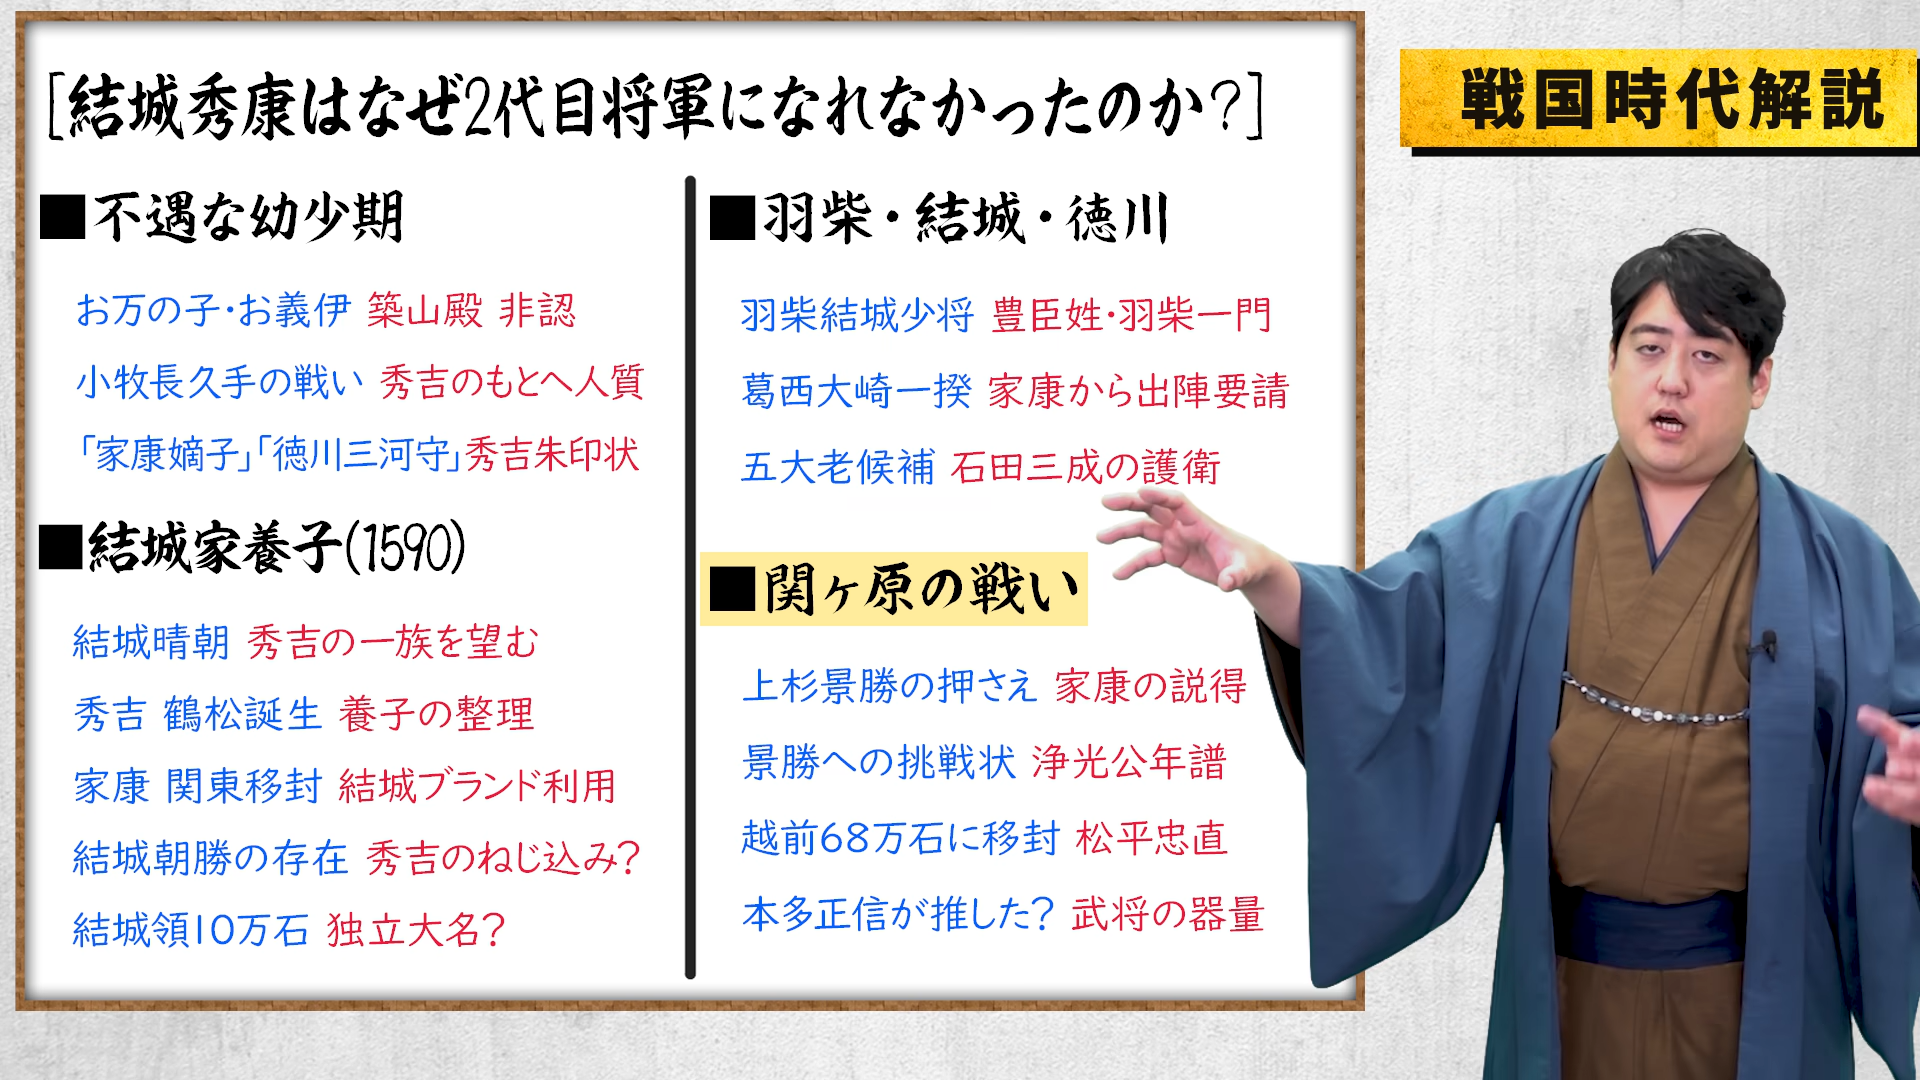 [結城秀康はなぜ2代目将軍になれなかったのか?]
戦国時代解説
■不遇な幼少期
お万の子・お義伊 築山殿 非認
小牧長久手の戦い 秀吉のもとへ人質
「家康嫡子」「徳川三河守」秀吉朱印状
■結城家養子(1590)
結城晴朝 秀吉の一族を望む
秀吉 鶴松誕生 養子の整理
家康 関東移封 結城ブランド利用
結城朝勝の存在 秀吉のねじ込み?
結城領10万石 独立大名?
■羽柴・結城・徳川
羽柴結城少将 豊臣姓・羽柴一門
葛西大崎一揆 家康から出陣要請
五大老候補 石田三成の護衛
■関ヶ原の戦い
上杉景勝の押さえ 家康の説得
景勝への挑戦状 浄光公年譜
越前68万石に移封 松平忠直
本多正信が推した? 武将の器量